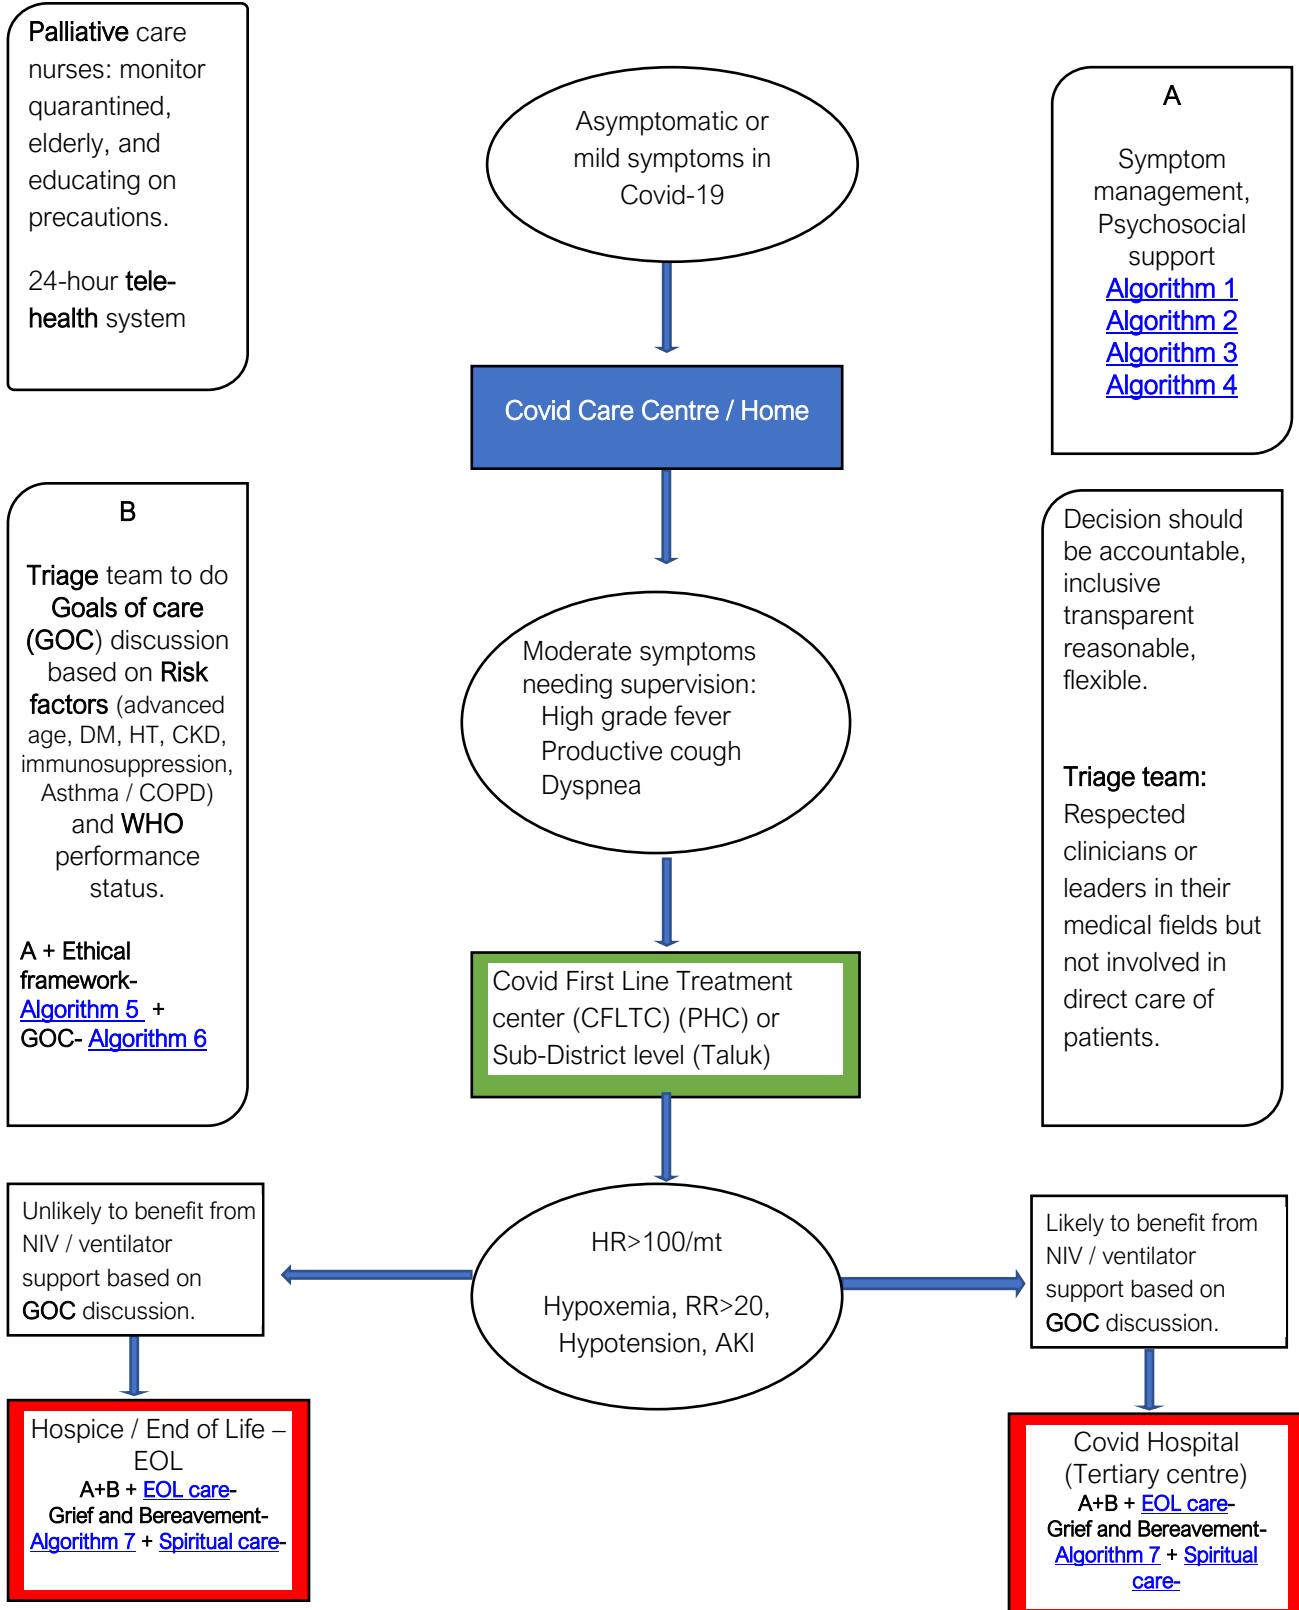 Palliative care
nurses: monitor
quarantined,
elderly, and
educating on
precautions.
24-hour tele-
health system
Asymptomatic or
mild symptoms in
Covid-19
A
Symptom
management,
Psychosocial
support
Algorithm 1
Algorithm 2
Algorithm 3
Algorithm 4
Covid Care Centre / Home
B
Triage team to do
Goals of care
(GOC) discussion
based on Risk
factors (advanced
age, DM, HT, CKD,
immunosuppression,
Asthma / COPD)
and WHO
performance
status.
A + Ethical
framework-
Algorithm 5 +
GOC- Algorithm 6
Moderate symptoms
needing supervision:
High grade fever
Productive cough
Dyspnea
Decision should
be accountable,
inclusive
transparent
reasonable,
flexible.
Triage team:
Respected
clinicians or
leaders in their
medical fields but
not involved in
direct care of
patients.
Covid First Line Treatment
center (CFLTC) (PHC) or
Sub-District level (Taluk)
Unlikely to benefit from
NIV / ventilator
support based on
GOC discussion.
HR>100/mt
Hypoxemia, RR>20,
Hypotension, AKI
Likely to benefit from
NIV / ventilator
support based on
GOC discussion.
Hospice / End of Life –
EOL
A+B + EOL care-
Grief and Bereavement-
Algorithm 7 + Spiritual care-
Covid Hospital
(Tertiary centre)
A+B + EOL care-
Grief and Bereavement-
Algorithm 7 + Spiritual
care-